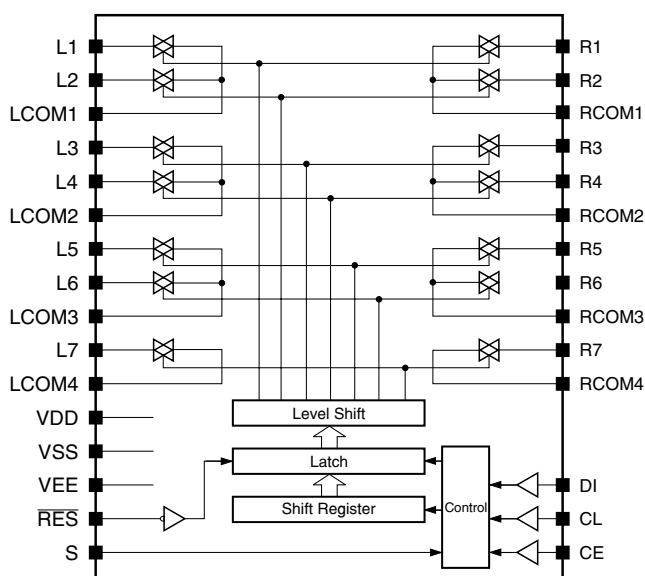 L1
L2
LCOM1
L3
L4
LCOM2
L5
L6
LCOM3
L7
LCOM4
VDD
VSS
VEE
RES
S
Level Shift
Latch
Shift Register
Control
R1
R2
RCOM1
R3
R4
RCOM2
R5
R6
RCOM3
R7
RCOM4
DI
CL
CE